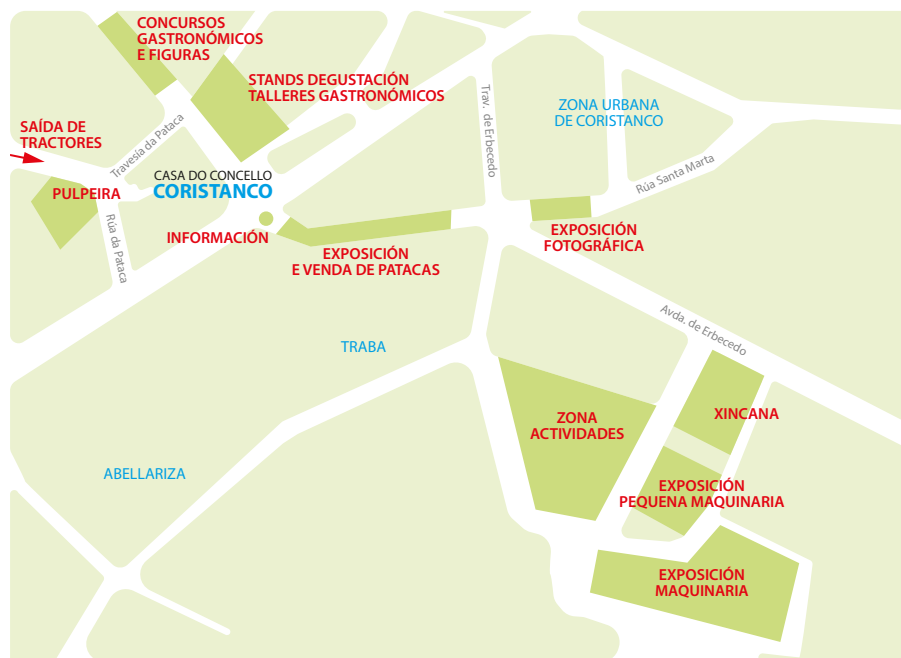 CONCURSOS
GASTRONÓMICOS
E FIGURAS
STANDS DEGUSTACIÓN
TALLERES GASTRONÓMICOS
Trav. de Erbecedo
ZONA URBANA
DE CORISTANCO
SAÍDA DE
TRACTORES
Travesía da Pataca
Rúa Santa Marta
CASA DO CONCELLO
CORISTANCO
PULPEIRA
Rúa da Pataca
INFORMACIÓN
EXPOSICIÓN
E VENDA DE PATACAS
EXPOSICIÓN
FOTOGRÁFICA
Avda. de Erbecedo
TRABA
ZONA
ACTIVIDADES
XINCANA
ABELLARIZA
EXPOSICIÓN
PEQUENA MAQUINARIA
EXPOSICIÓN
MAQUINARIA